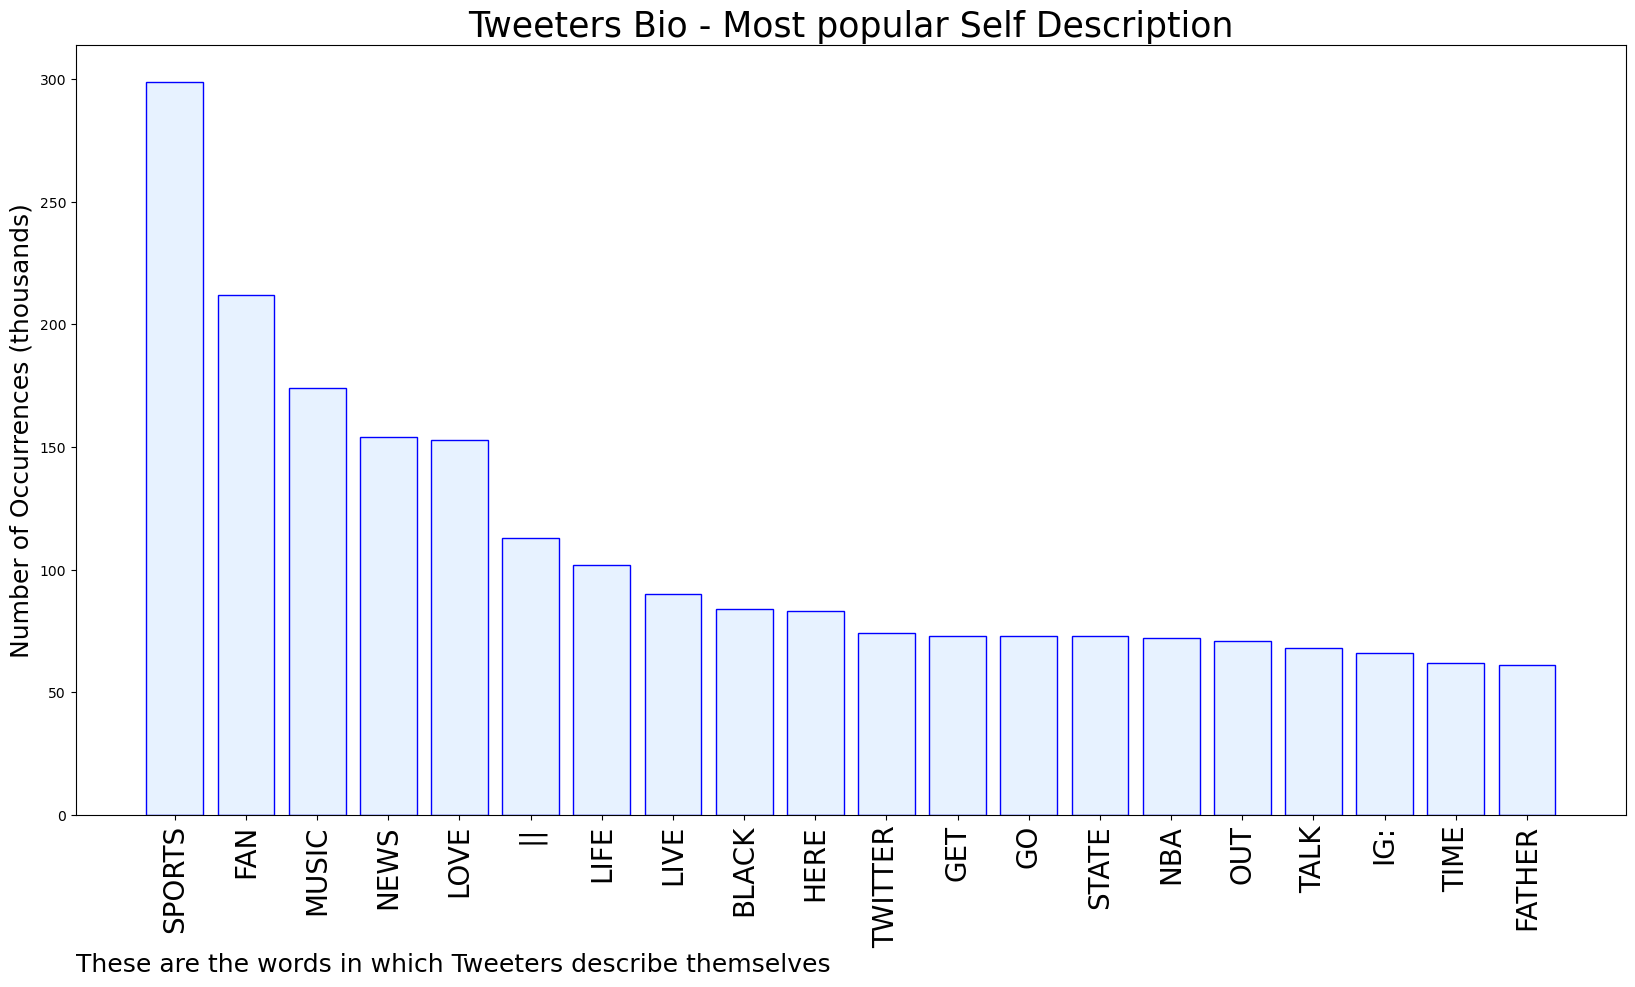 Tweeters Bio - Most popular Self Description
Number of Occurrences (thousands)
300
250
200
150
100
50
0
SPORTS
FAN
MUSIC
NEWS
LOVE
||
LIFE
LIVE
BLACK
HERE
TWITTER
GET
GO
STATE
NBA
OUT
TALK
IG:
TIME
FATHER
These are the words in which Tweeters describe themselves